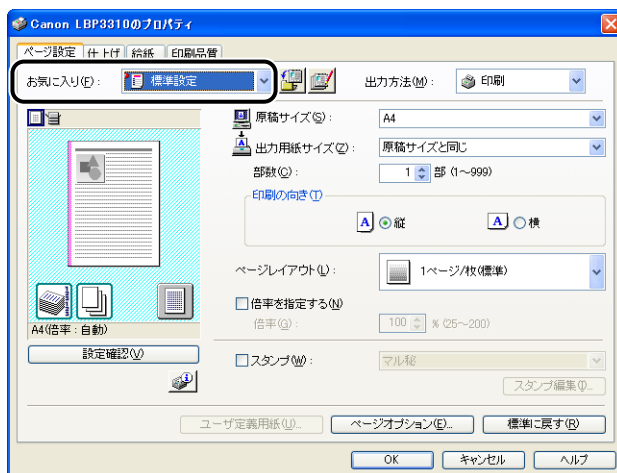 Canon LBP3310のプロパティ
ページ設定 仕上げ 給紙 印刷品質
お気に入り(F): 標準設定 出力方法(M): 印刷
原稿サイズ(S): A4
出力用紙サイズ(Z): 原稿サイズと同じ
部数(C): 1 部 (1~999)
印刷の向き(T)
A 縦 A 横
ページレイアウト(L): 1ページ/枚(標準)
倍率を指定する(N)
倍率(G): 100 % (25~200)
A4(倍率:自動)
設定確認(V)
スタンプ(W): マル秘
スタンプ編集(I)...
ユーザ定義用紙(U)... ページオプション(E)... 標準に戻す(R)
OK キャンセル ヘルプ